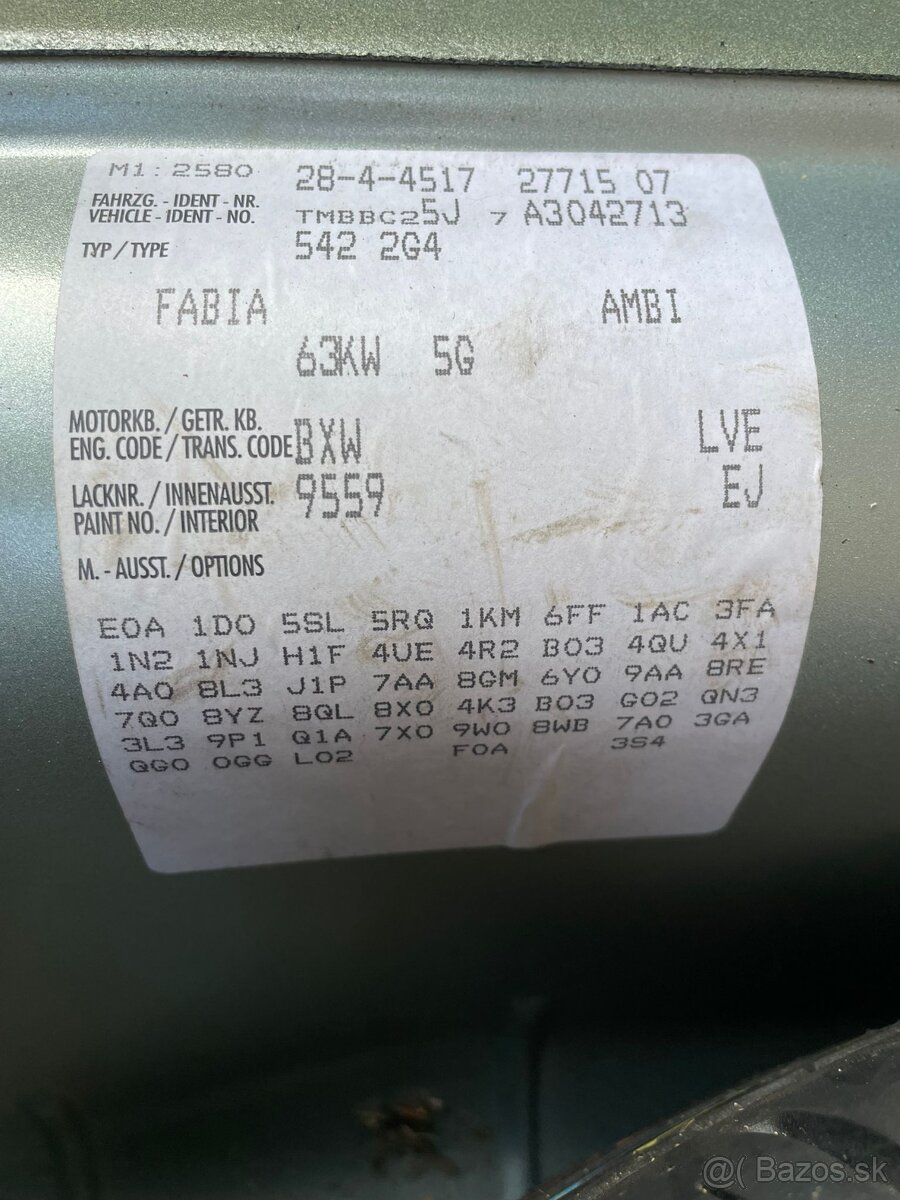 M1: 2580 28-4-4517 27715 07
FAHRZG. - IDENT - NR.
VEHICLE - IDENT - NO. TMBBC25J 7 A3042713
TYP / TYPE 542 2G4
FABIA AMBI
63KW 5G
MOTORKB. / GETR. KB.
ENG. CODE / TRANS. CODE BXW LVE
LACKNR. / INNENAUSST. 9559 EJ
PAINT NO. / INTERIOR
M. - AUSST. / OPTIONS
E0A 1D0 5SL 5RQ 1KM 6FF 1AC 3FA
1N2 1NJ H1F 4UE 4R2 B03 4QU 4X1
4A0 8L3 J1P 7AA 8GM 6Y0 9AA 8RE
7Q0 8YZ 8QL 8X0 4K3 B03 G02 QN3
3L3 9P1 Q1A 7X0 9W0 8WB 7A0 3GA
QG0 0GG L02 F0A 3S4
@( Bazos.sk